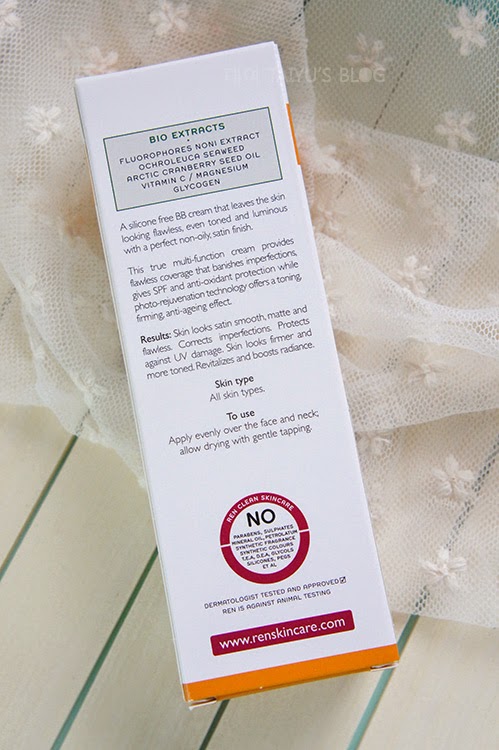 TAIYU'S BLOG
BIO EXTRACTS
•
FLUOROPHORES NONI EXTRACT
OCHROLEUCA SEAWEED
ARCTIC CRANBERRY SEED OIL
VITAMIN C / MAGNESIUM
GLYCOGEN
A silicone free BB cream that leaves the skin
looking flawless, even toned and luminous
with a perfect non-oily, satin finish.
This true multi-function cream provides
flawless coverage that banishes imperfections,
gives SPF and anti-oxidant protection while
photo-rejuvenation technology offers a toning,
firming, anti-ageing effect.
Results: Skin looks satin smooth, matte and
flawless. Corrects imperfections. Protects
against UV damage. Skin looks firmer and
more toned. Revitalizes and boosts radiance.
Skin type
All skin types.
To use
Apply evenly over the face and neck;
allow drying with gentle tapping.
REN CLEAN SKINCARE
NO
PARABENS, SULPHATES
MINERAL OIL, PETROLATUM
SYNTHETIC FRAGRANCE
SYNTHETIC COLOURS
T.E.A, D.E.A, GLYCOLS
SILICONES, PEGS
ET AL
DERMATOLOGIST TESTED AND APPROVED ☑
REN IS AGAINST ANIMAL TESTING
www.renskincare.com